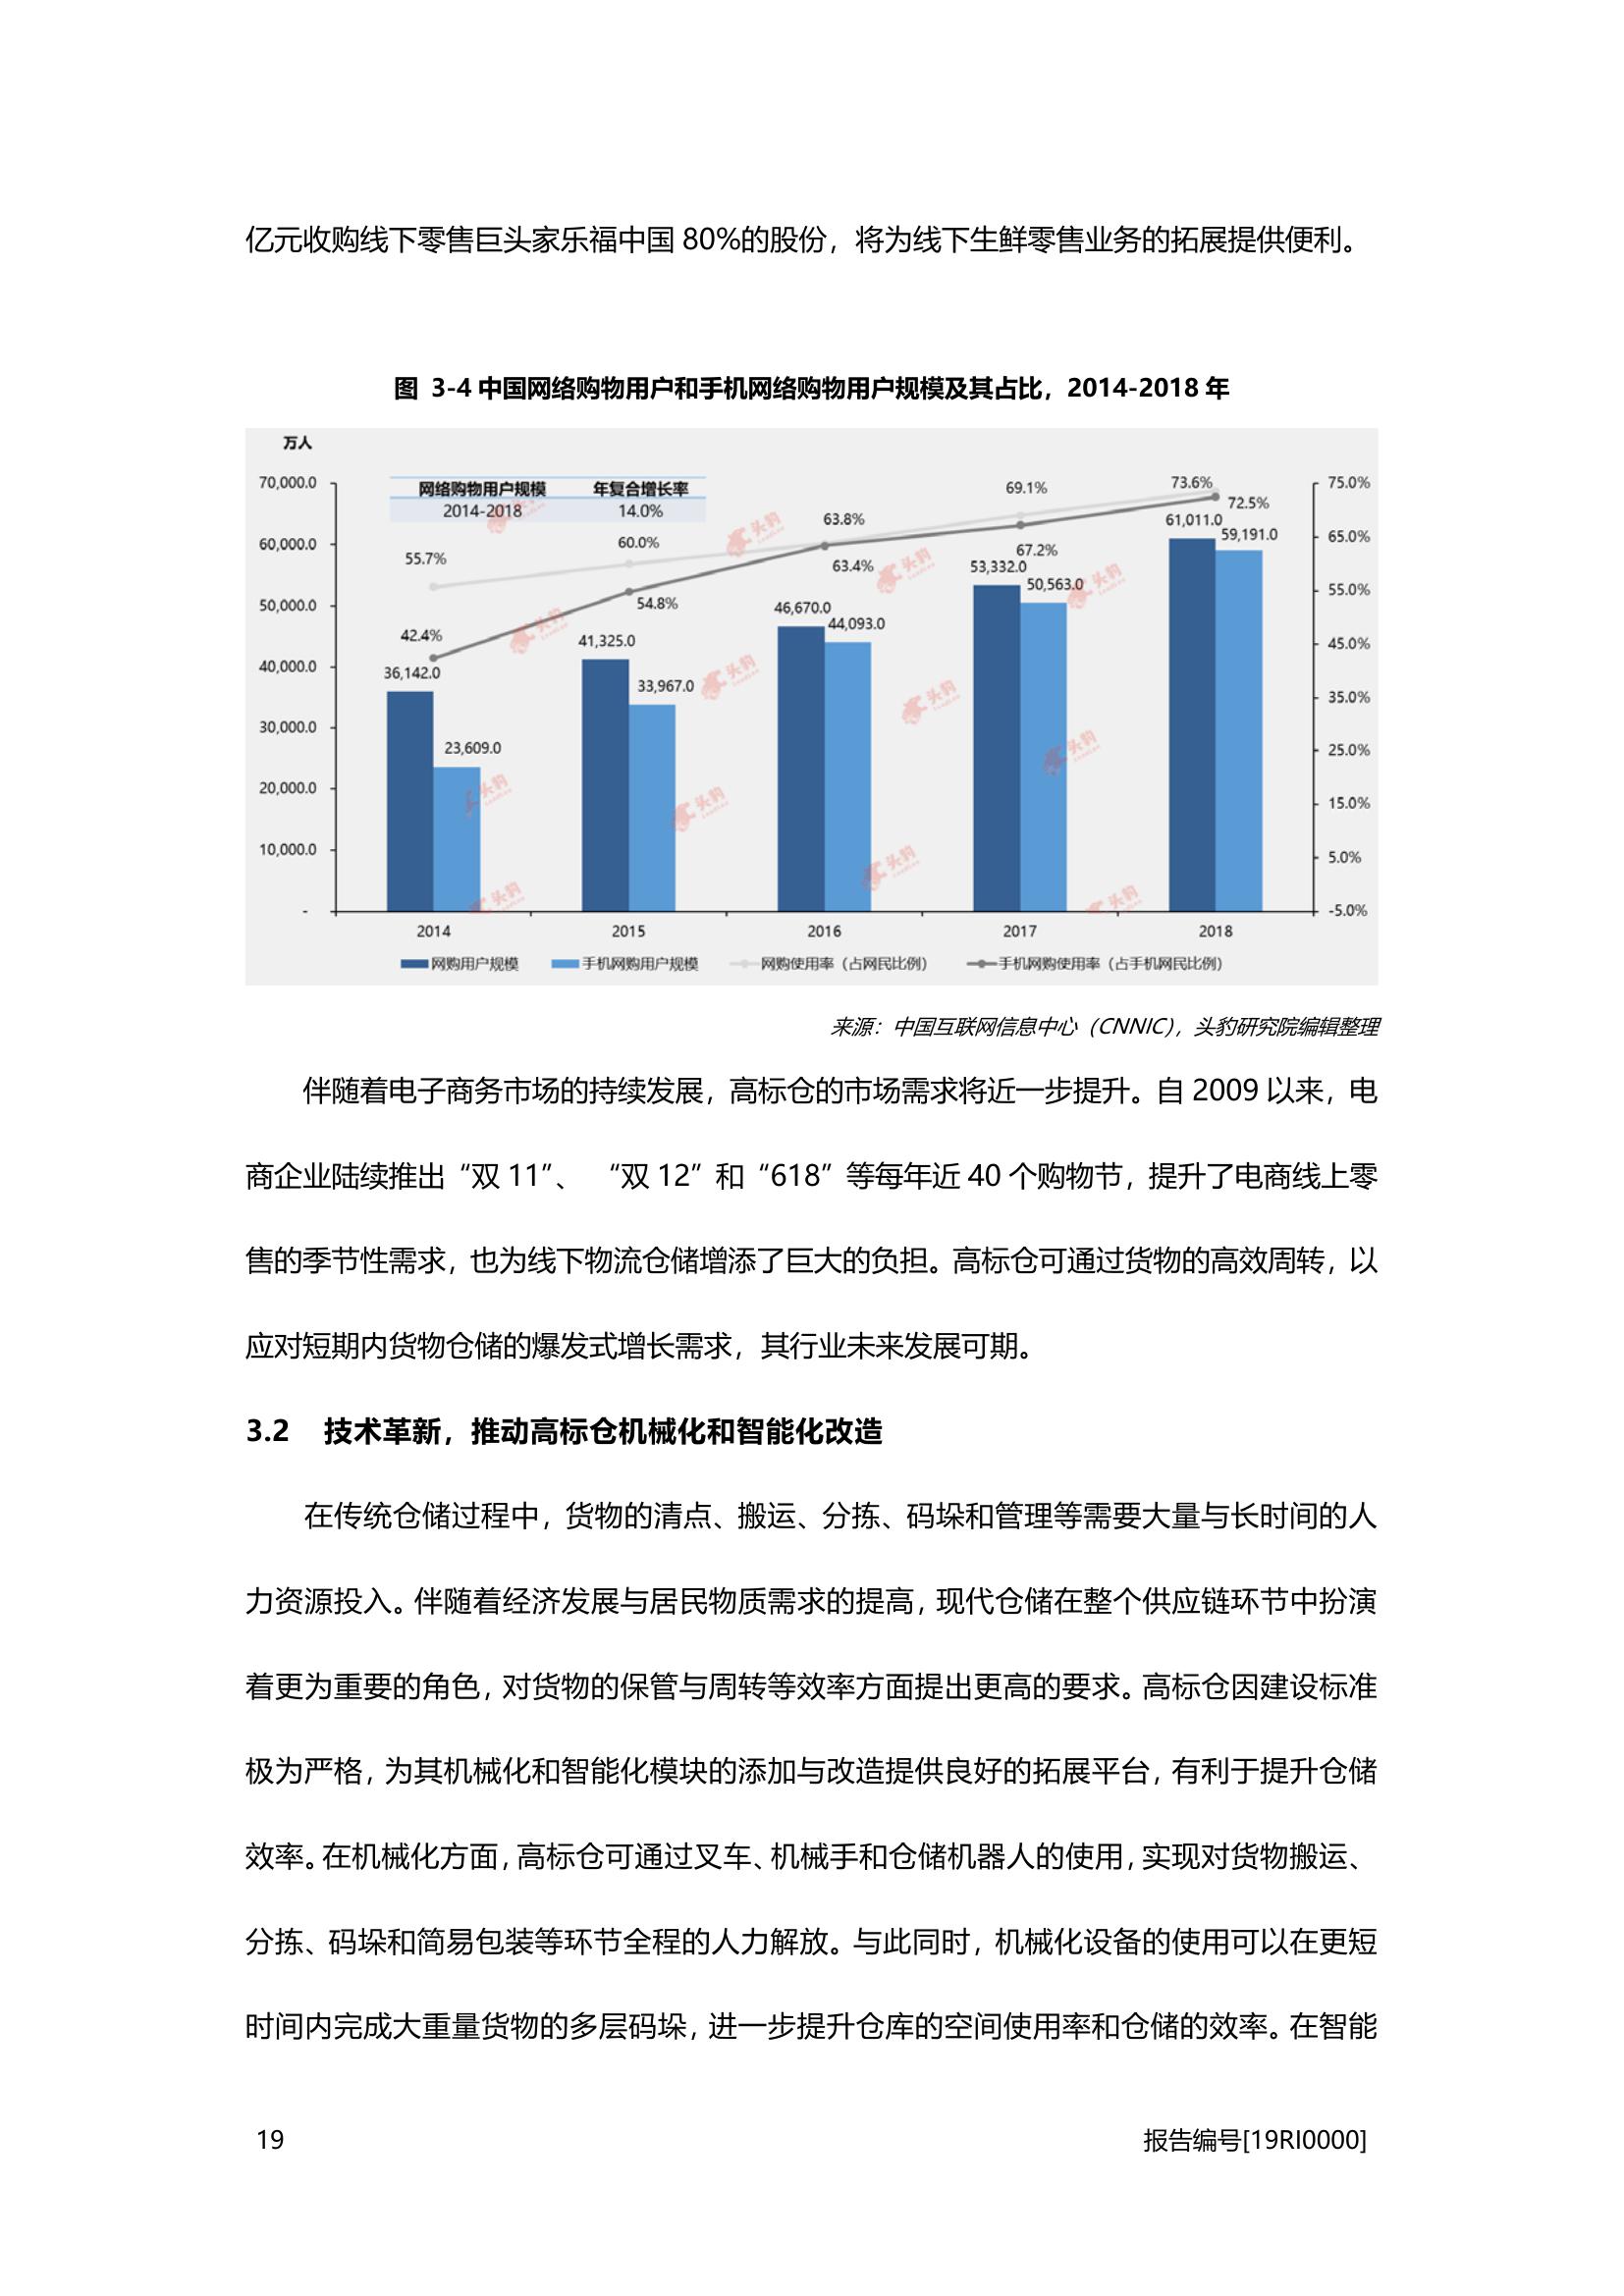 亿元收购线下零售巨头家乐福中国 80%的股份，将为线下生鲜零售业务的拓展提供便利。
图 3-4 中国网络购物用户和手机网络购物用户规模及其占比，2014-2018 年
万人
网络购物用户规模 年复合增长率
2014-2018 14.0%
70,000.0
60,000.0
50,000.0
40,000.0
30,000.0
20,000.0
10,000.0
-
75.0%
65.0%
55.0%
45.0%
35.0%
25.0%
15.0%
5.0%
-5.0%
55.7%
60.0%
63.8%
69.1%
73.6%
42.4%
54.8%
63.4%
67.2%
72.5%
36,142.0
41,325.0
46,670.0
53,332.0
61,011.0
23,609.0
33,967.0
44,093.0
50,563.0
59,191.0
2014 2015 2016 2017 2018
网购用户规模 手机网购用户规模 网购使用率（占网民比例） 手机网购使用率（占手机网民比例）
头豹
头豹
头豹
头豹
头豹
头豹
头豹
头豹
头豹
头豹
头豹
头豹
来源：中国互联网信息中心（CNNIC），头豹研究院编辑整理
伴随着电子商务市场的持续发展，高标仓的市场需求将近一步提升。自 2009 以来，电
商企业陆续推出“双 11”、 “双 12”和“618”等每年近 40 个购物节，提升了电商线上零
售的季节性需求，也为线下物流仓储增添了巨大的负担。高标仓可通过货物的高效周转，以
应对短期内货物仓储的爆发式增长需求，其行业未来发展可期。
3.2 技术革新，推动高标仓机械化和智能化改造
在传统仓储过程中，货物的清点、搬运、分拣、码垛和管理等需要大量与长时间的人
力资源投入。伴随着经济发展与居民物质需求的提高，现代仓储在整个供应链环节中扮演
着更为重要的角色，对货物的保管与周转等效率方面提出更高的要求。高标仓因建设标准
极为严格，为其机械化和智能化模块的添加与改造提供良好的拓展平台，有利于提升仓储
效率。在机械化方面，高标仓可通过叉车、机械手和仓储机器人的使用，实现对货物搬运、
分拣、码垛和简易包装等环节全程的人力解放。与此同时，机械化设备的使用可以在更短
时间内完成大重量货物的多层码垛，进一步提升仓库的空间使用率和仓储的效率。在智能
19 报告编号[19RI0000]